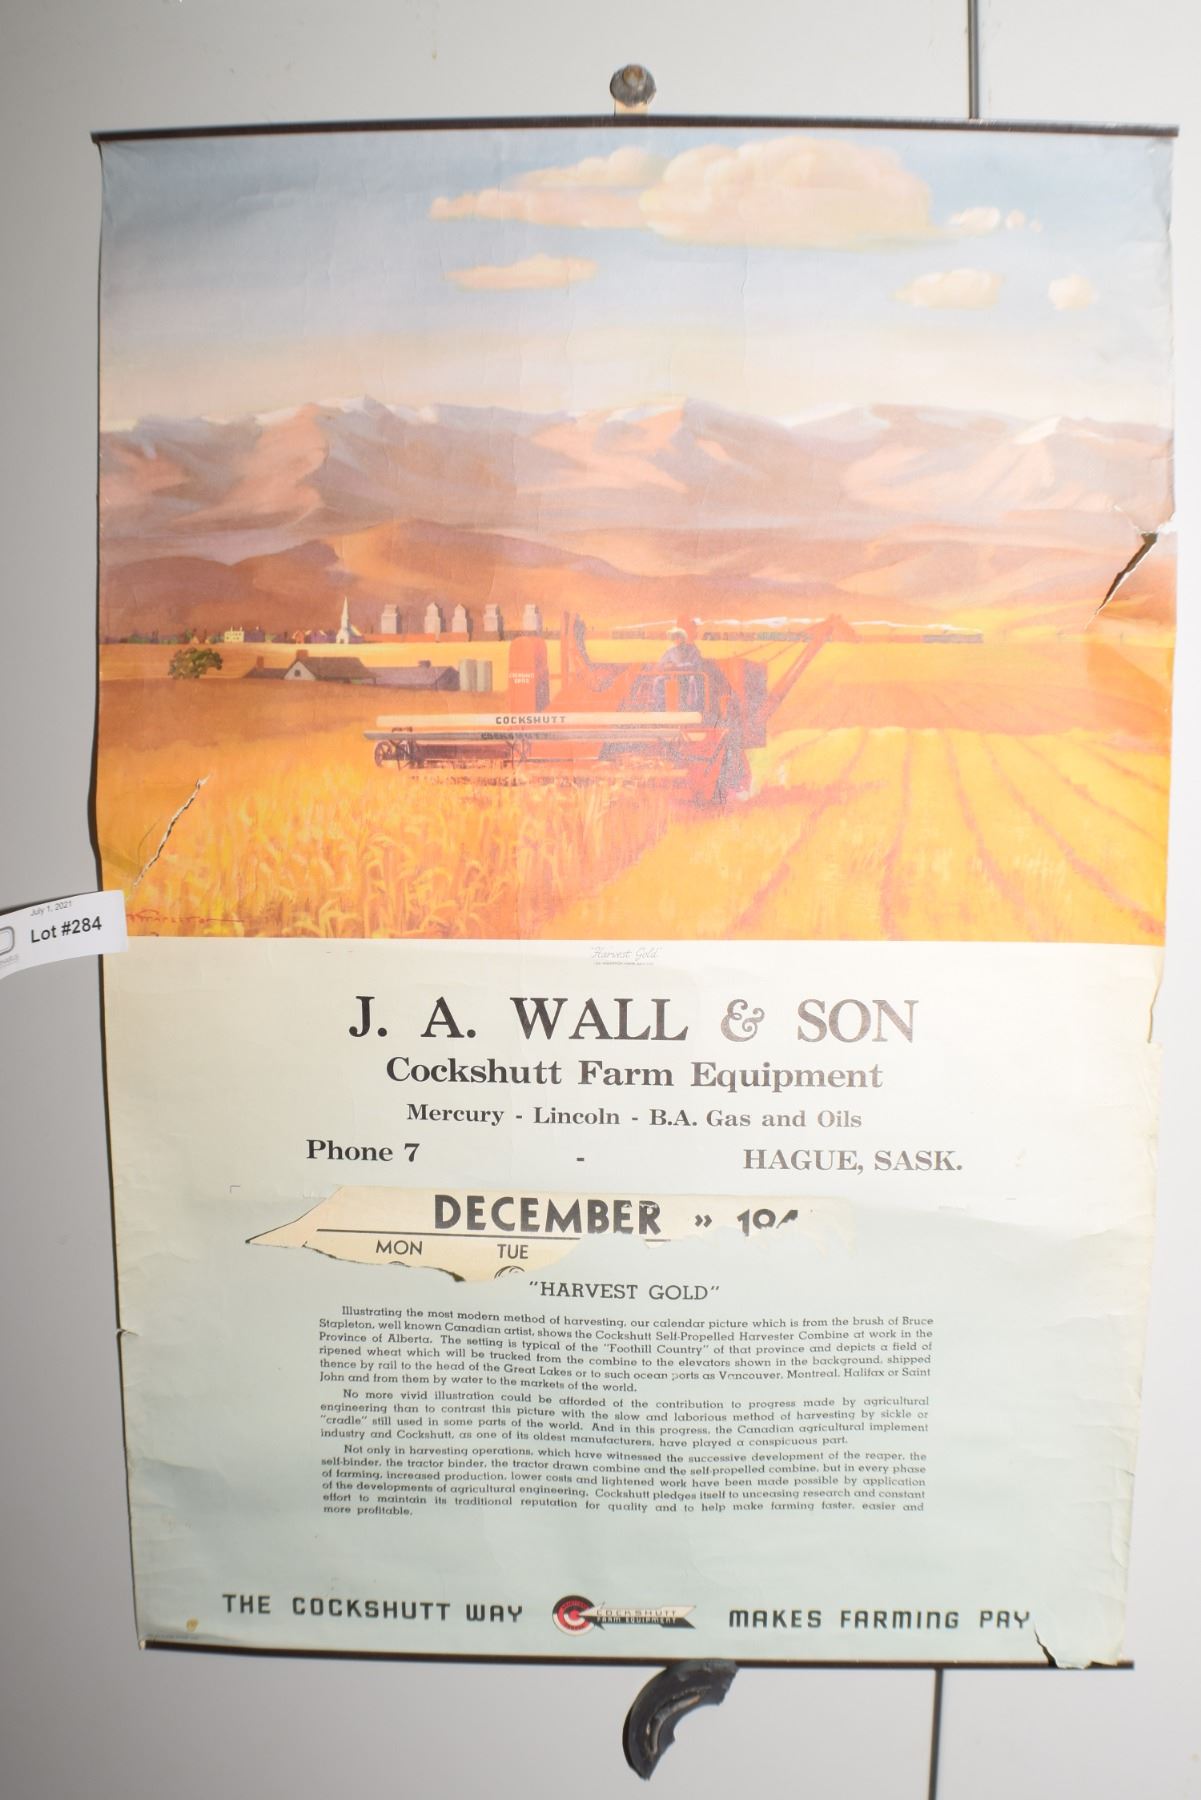 COCKSHUTT
July 1, 2021
Lot #284
"Harvest Gold"
J. A. WALL & SON
Cockshutt Farm Equipment
Mercury - Lincoln - B.A. Gas and Oils
Phone 7 - HAGUE, SASK.
DECEMBER »
MON TUE
"HARVEST GOLD"
Illustrating the most modern method of harvesting, our calendar picture which is from the brush of Bruce
Stapleton, well known Canadian artist, shows the Cockshutt Self-Propelled Harvester Combine at work in the
Province of Alberta. The setting is typical of the "Foothill Country" of that province and depicts a field of
ripened wheat which will be trucked from the combine to the elevators shown in the background, shipped
thence by rail to the head of the Great Lakes or to such ocean ports as Vancouver, Montreal, Halifax or Saint
John and from them by water to the markets of the world.
No more vivid illustration could be afforded of the contribution to progress made by agricultural
engineering than to contrast this picture with the slow and laborious method of harvesting by sickle or
"cradle" still used in some parts of the world. And in this progress, the Canadian agricultural implement
industry and Cockshutt, as one of its oldest manufacturers, have played a conspicuous part.
Not only in harvesting operations, which have witnessed the successive development of the reaper, the
self-binder, the tractor binder, the tractor drawn combine and the self-propelled combine, but in every phase
of farming, increased production, lower costs and lightened work have been made possible by application
of the developments of agricultural engineering. Cockshutt pledges itself to unceasing research and constant
effort to maintain its traditional reputation for quality and to help make farming faster, easier and
more profitable.
THE COCKSHUTT WAY COCKSHUTT MAKES FARMING PAY
FARM EQUIPMENT